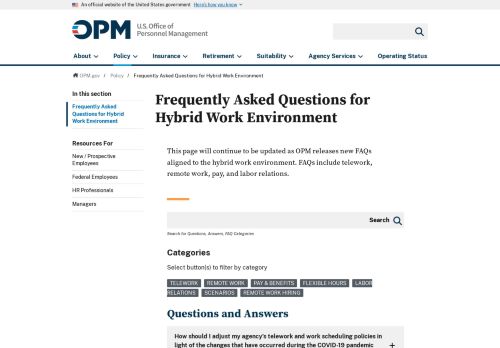 An official website of the United States government Here's how you know
OPM U.S. Office of
Personnel Management
About Policy Insurance Retirement Suitability Agency Services Operating Status
OPM.gov / Policy / Frequently Asked Questions for Hybrid Work Environment
In this section
Frequently Asked
Questions for Hybrid
Work Environment
Resources For
New / Prospective
Employees
Federal Employees
HR Professionals
Managers
Frequently Asked Questions for
Hybrid Work Environment
This page will continue to be updated as OPM releases new FAQs
aligned to the hybrid work environment. FAQs include telework,
remote work, pay, and labor relations.
Search
Search for Questions, Answers, FAQ Categories
Categories
Select button(s) to filter by category
TELEWORK REMOTE WORK PAY & BENEFITS FLEXIBLE HOURS LABOR
RELATIONS SCENARIOS REMOTE WORK HIRING
Questions and Answers
How should I adjust my agency's telework and work scheduling policies in
light of the changes that have occurred during the COVID-19 pandemic